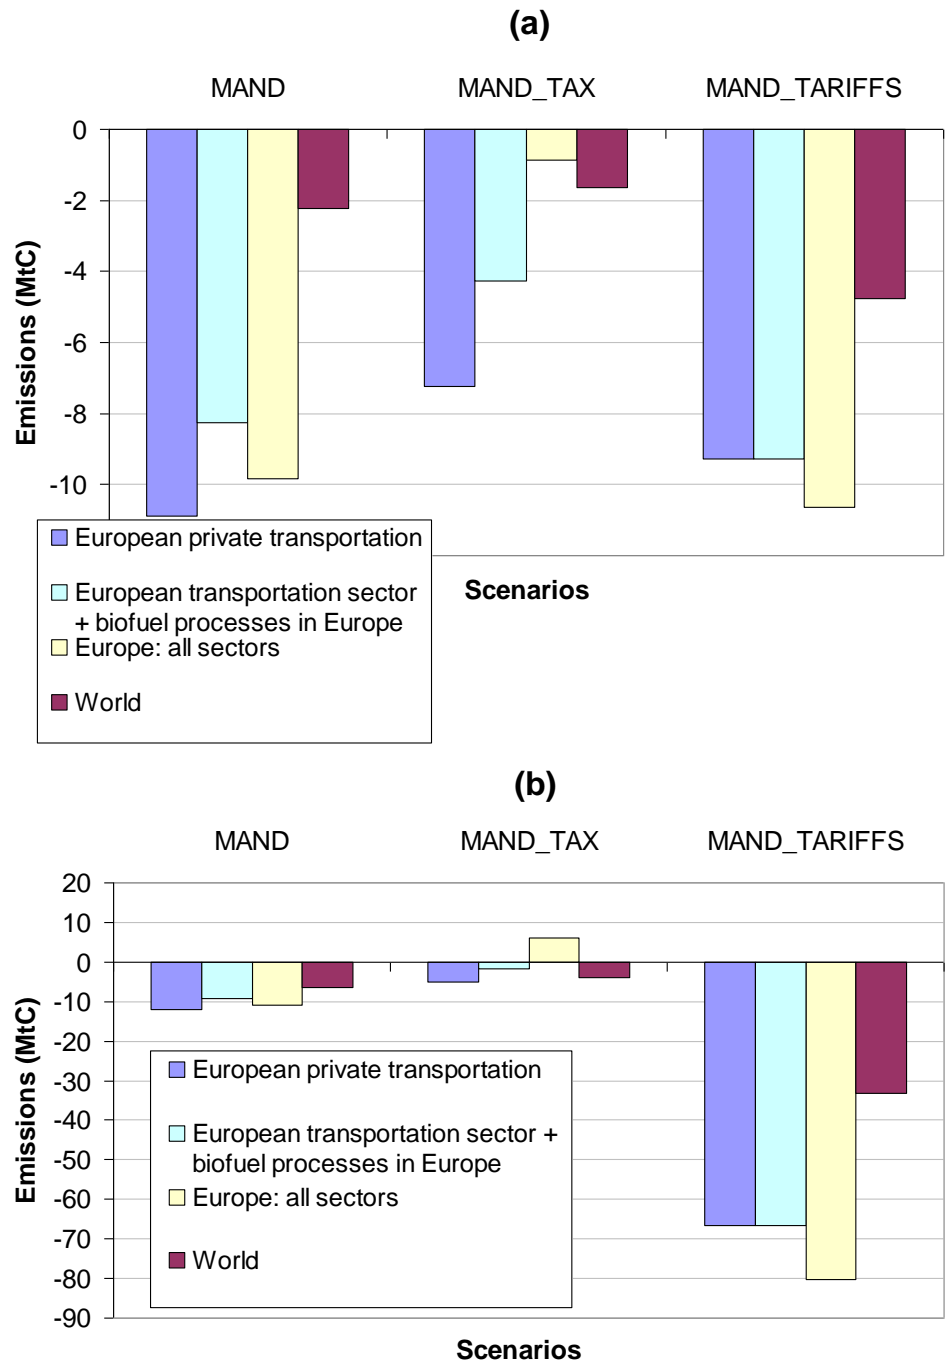 (a)
MAND
MAND_TAX
MAND_TARIFFS
0
-2
-4
-6
-8
-10
Emissions (MtC)
European private transportation
European transportation sector
+ biofuel processes in Europe
Europe: all sectors
World
Scenarios
(b)
MAND
MAND_TAX
MAND_TARIFFS
20
10
0
-10
-20
-30
-40
-50
-60
-70
-80
-90
Emissions (MtC)
European private transportation
European transportation sector +
biofuel processes in Europe
Europe: all sectors
World
Scenarios